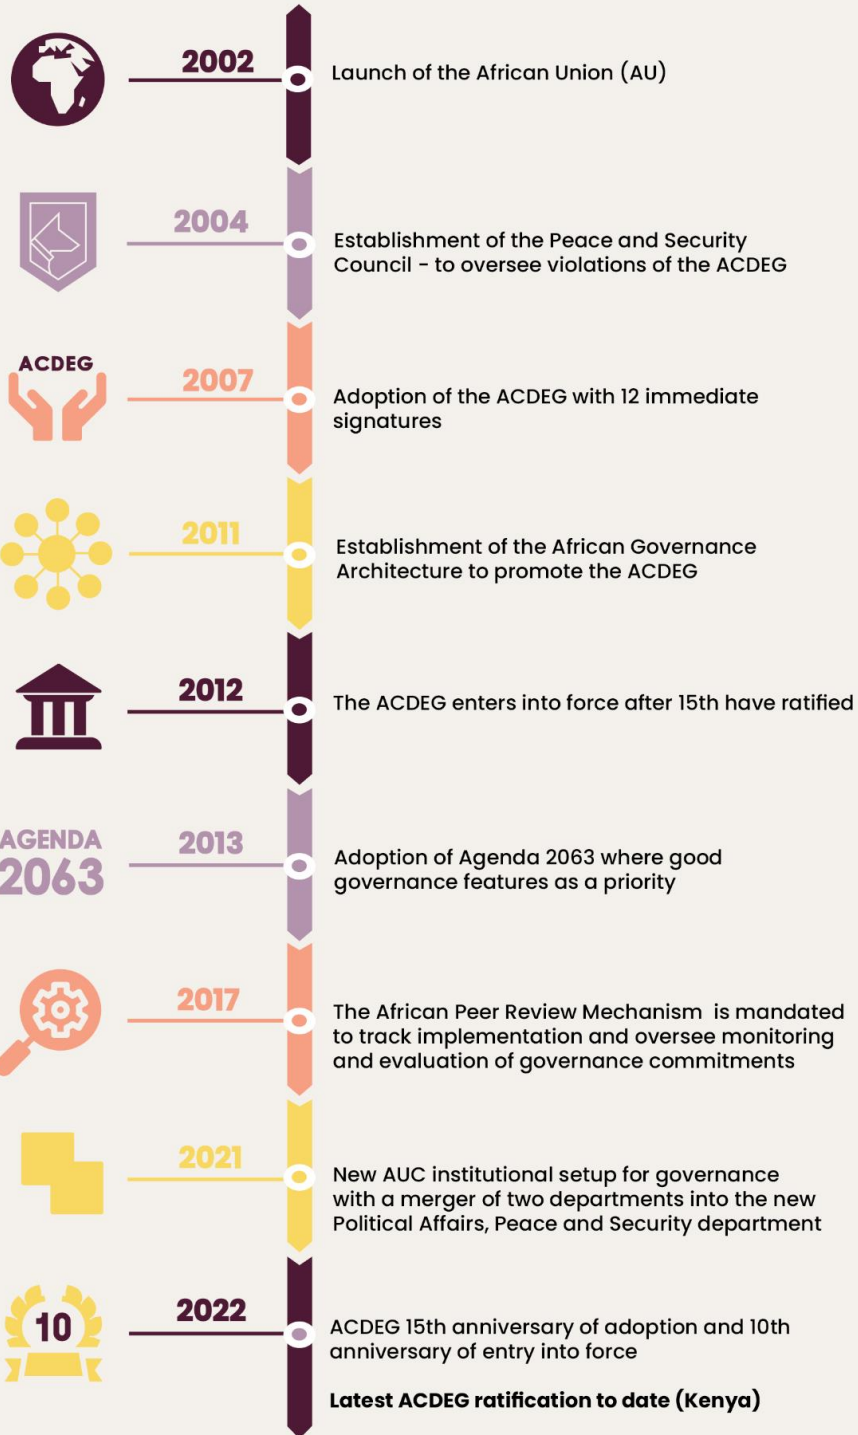 2002
Launch of the African Union (AU)
2004
Establishment of the Peace and Security
Council - to oversee violations of the ACDEG
ACDEG
2007
Adoption of the ACDEG with 12 immediate
signatures
2011
Establishment of the African Governance
Architecture to promote the ACDEG
2012
The ACDEG enters into force after 15th have ratified
AGENDA
2063
2013
Adoption of Agenda 2063 where good
governance features as a priority
2017
The African Peer Review Mechanism is mandated
to track implementation and oversee monitoring
and evaluation of governance commitments
2021
New AUC institutional setup for governance
with a merger of two departments into the new
Political Affairs, Peace and Security department
10
2022
ACDEG 15th anniversary of adoption and 10th
anniversary of entry into force
Latest ACDEG ratification to date (Kenya)